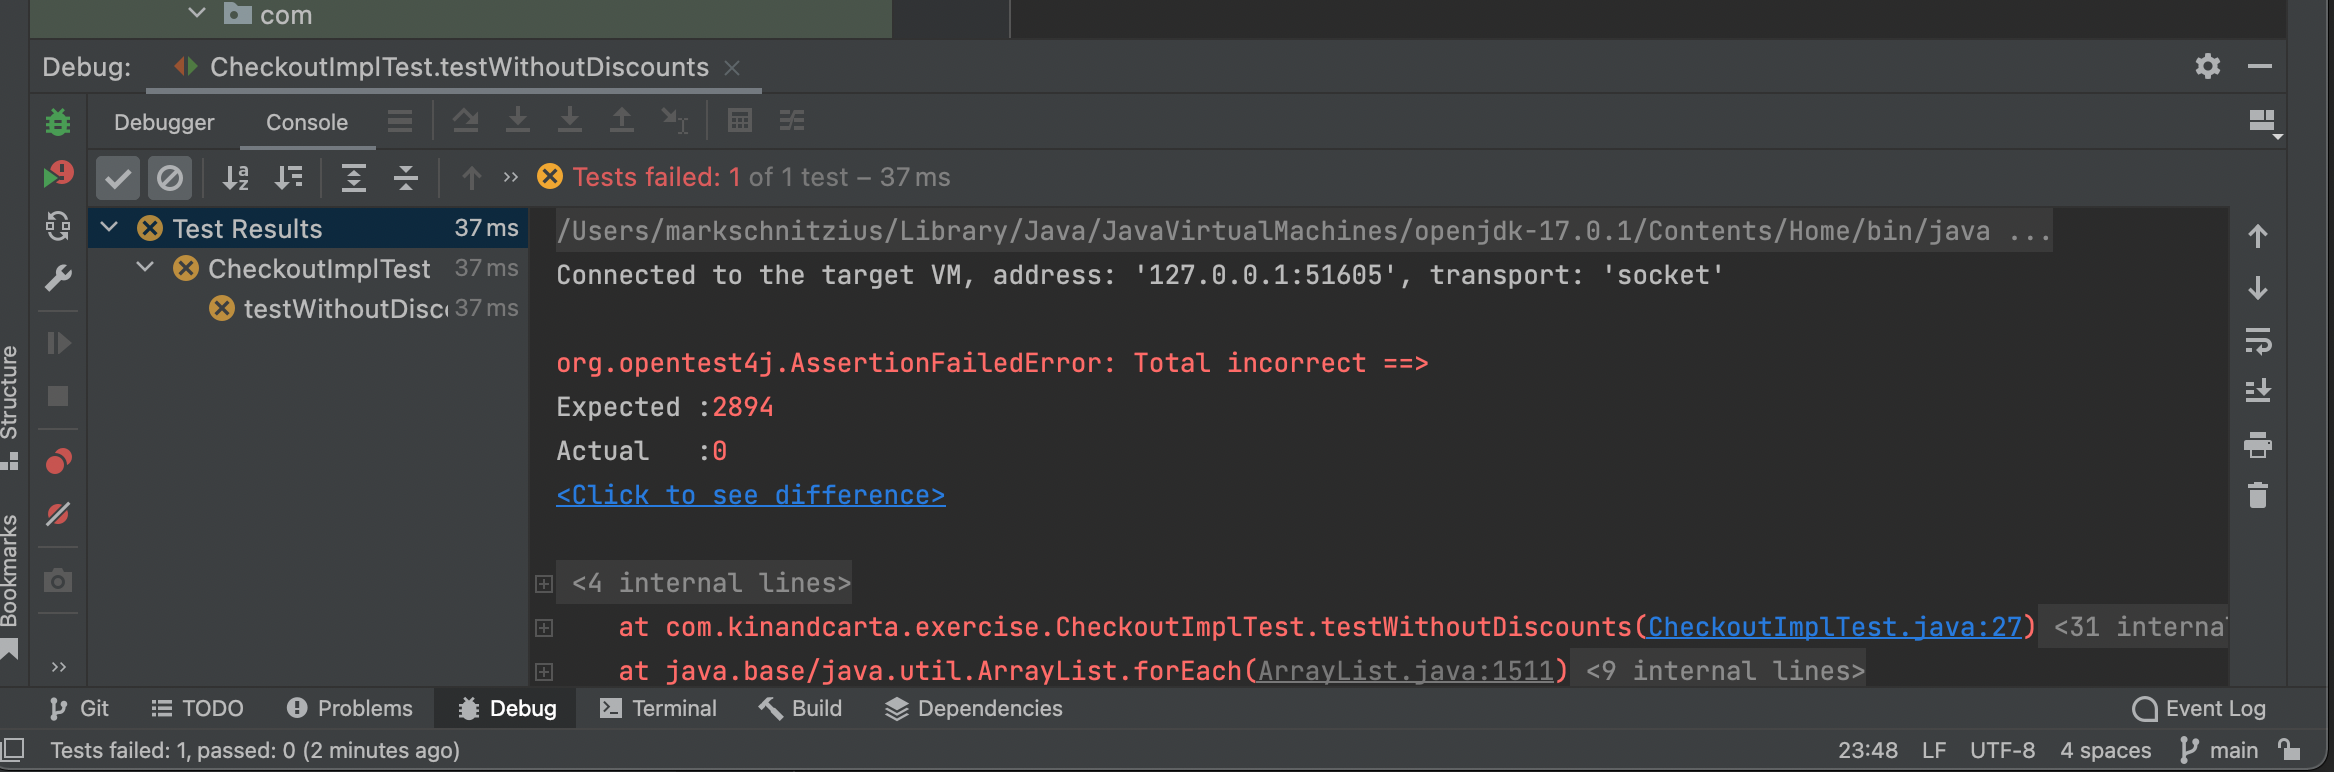 com
Debug:
CheckoutImplTest.testWithoutDiscounts
Debugger
Console
Tests failed: 1 of 1 test – 37 ms
Test Results 37 ms
CheckoutImplTest 37 ms
testWithoutDisc 37 ms
/Users/markschnitzius/Library/Java/JavaVirtualMachines/openjdk-17.0.1/Contents/Home/bin/java ...
Connected to the target VM, address: '127.0.0.1:51605', transport: 'socket'
org.opentest4j.AssertionFailedError: Total incorrect ==>
Expected :2894
Actual   :0
<Click to see difference>
<4 internal lines>
at com.kinandcarta.exercise.CheckoutImplTest.testWithoutDiscounts(CheckoutImplTest.java:27) <31 interna
at java.base/java.util.ArrayList.forEach(ArrayList.java:1511) <9 internal lines>
Structure
Bookmarks
Git
TODO
Problems
Debug
Terminal
Build
Dependencies
Event Log
Tests failed: 1, passed: 0 (2 minutes ago)
23:48
LF
UTF-8
4 spaces
main